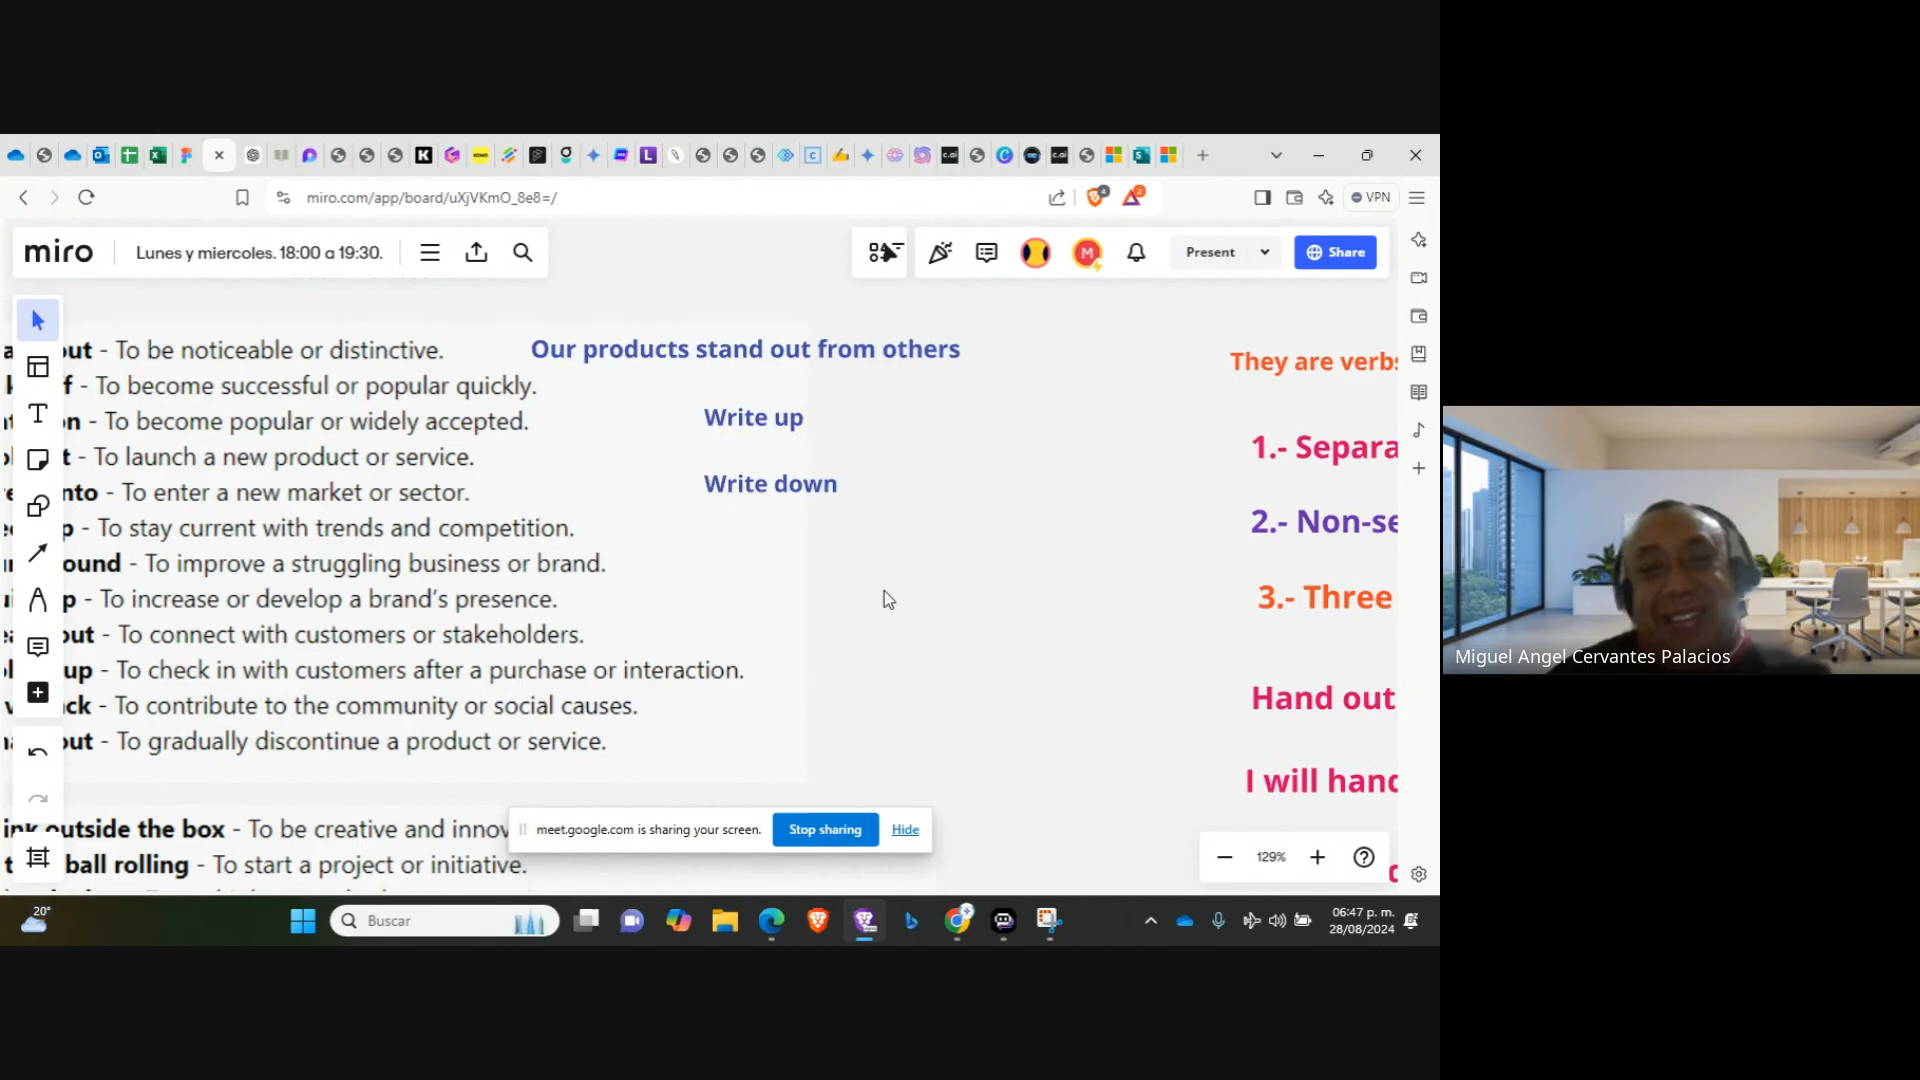 miro.com/app/board/uXjVKmO_8e8=/
VPN
miro
Lunes y miercoles. 18:00 a 19:30.
M
Present
Share
out - To be noticeable or distinctive.
- To become successful or popular quickly.
on - To become popular or widely accepted.
- To launch a new product or service.
into - To enter a new market or sector.
- To stay current with trends and competition.
ound - To improve a struggling business or brand.
p - To increase or develop a brand's presence.
out - To connect with customers or stakeholders.
up - To check in with customers after a purchase or interaction.
ck - To contribute to the community or social causes.
out - To gradually discontinue a product or service.
Our products stand out from others
Write up
Write down
They are verbs
1.- Separa
2.- Non-se
3.- Three
Hand out
I will hand
outside the box - To be creative and innov
ball rolling - To start a project or initiative.
meet.google.com is sharing your screen.
Stop sharing
Hide
129%
20°
Buscar
06:47 p. m.
28/08/2024
Miguel Angel Cervantes Palacios